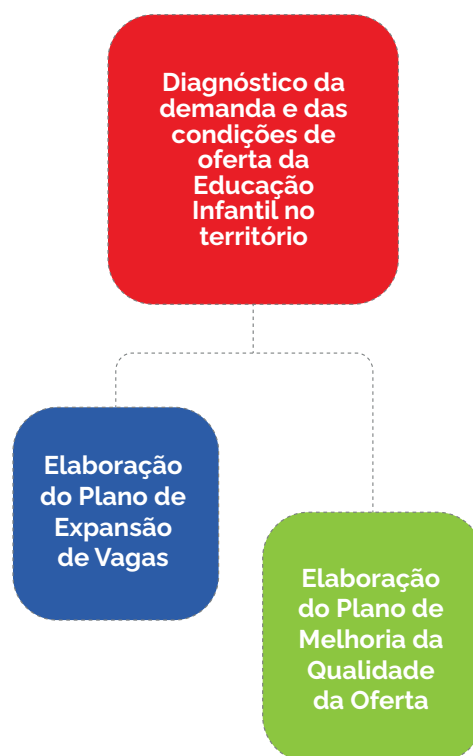 Diagnóstico da
demanda e das
condições de
oferta da
Educação
Infantil no
território
Elaboração
do Plano de
Expansão
de Vagas
Elaboração
do Plano de
Melhoria da
Qualidade
da Oferta